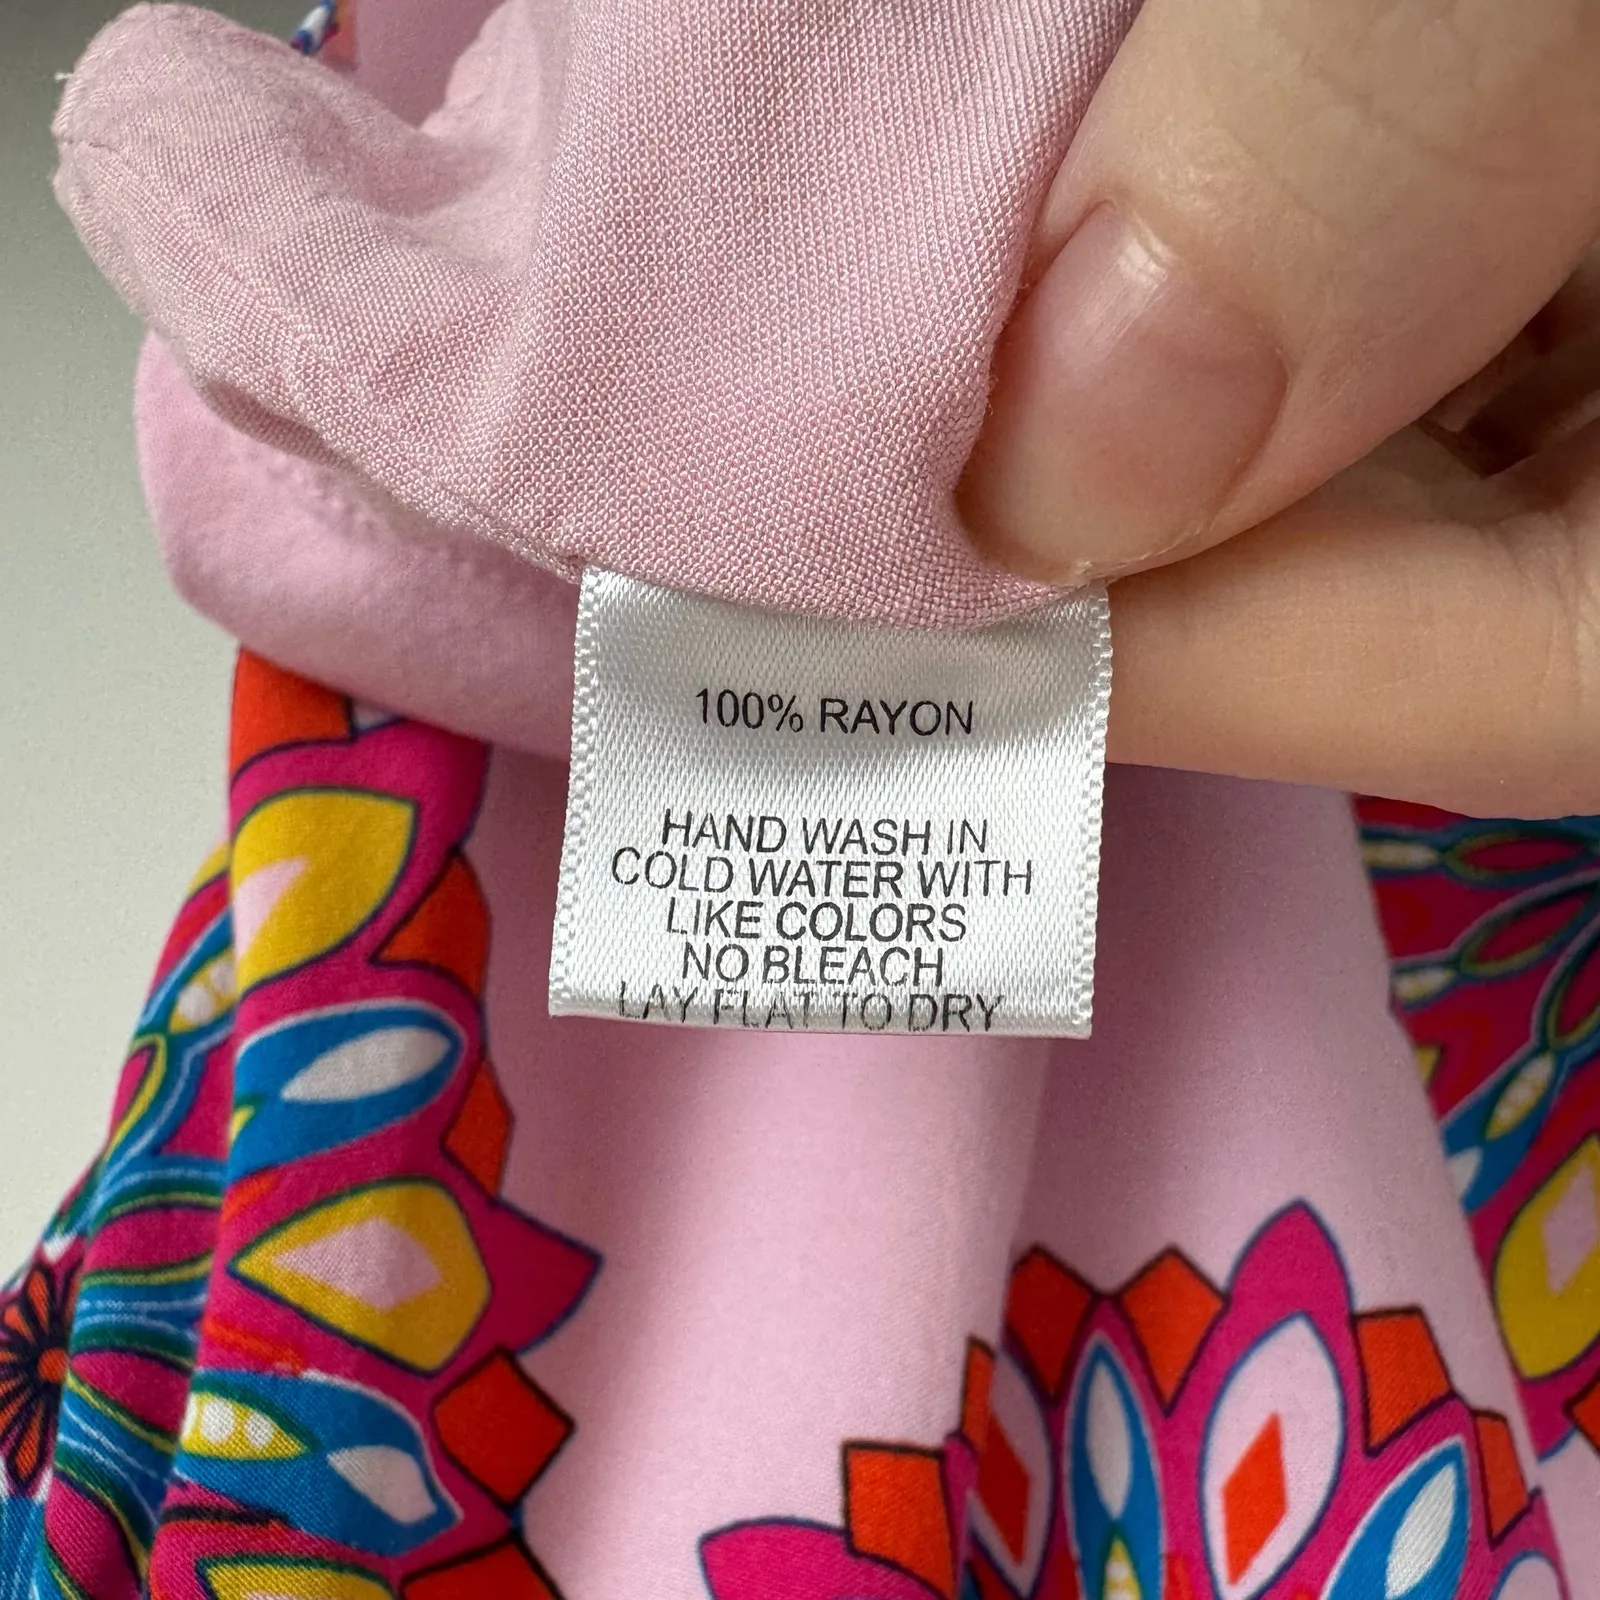 100% RAYON
HAND WASH IN
COLD WATER WITH
LIKE COLORS
NO BLEACH
LAY FLAT TO DRY